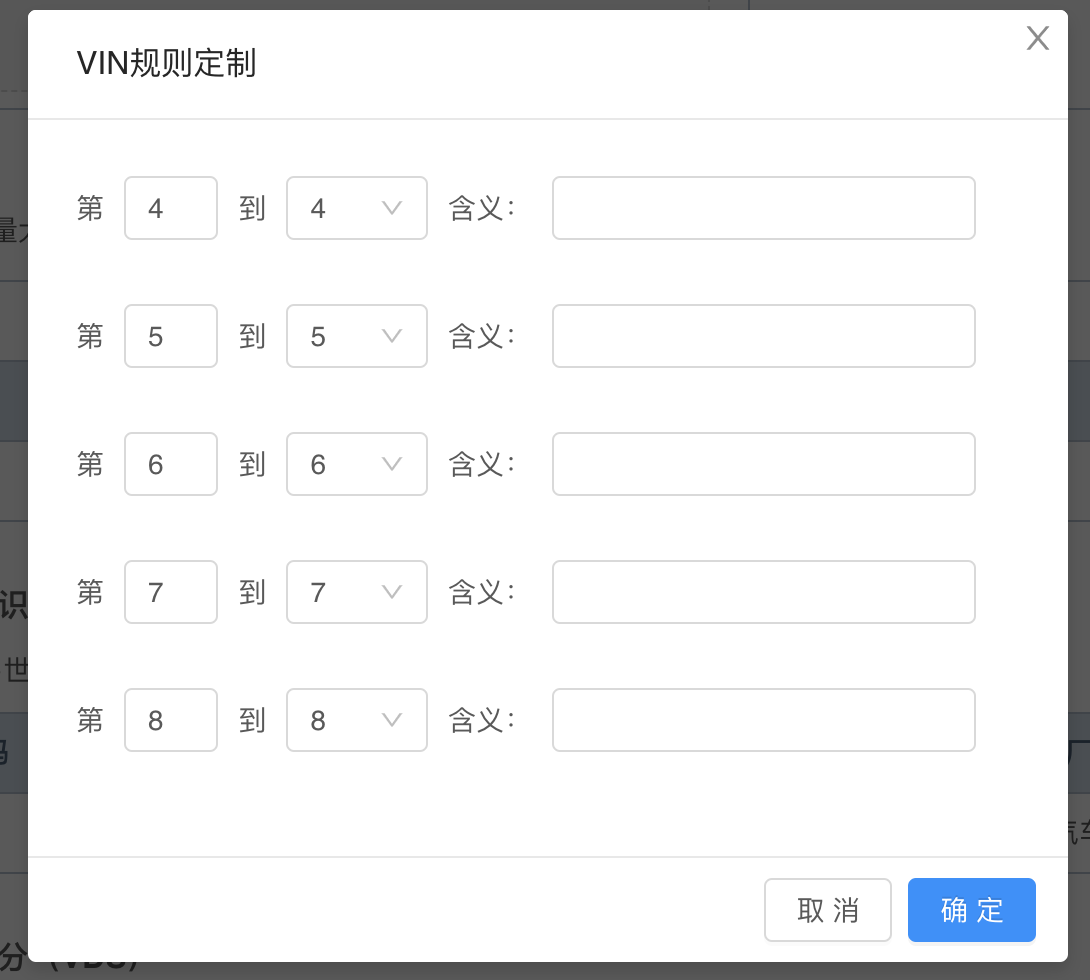 VIN规则定制
第 4 到 4 含义：
第 5 到 5 含义：
第 6 到 6 含义：
第 7 到 7 含义：
第 8 到 8 含义：
取 消 确 定
识
世